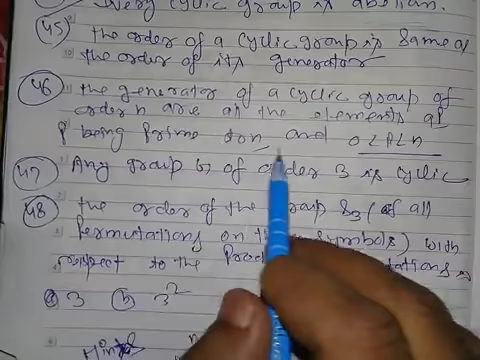 Every cyclic group is abelian.
45 the order of a cyclic group is same as
the order of its generator
46 the generator of a cyclic group of
order n are all the elements aP
P being Prime to n and 0<P<n
47 Any group G of order 3 is cyclic
48 the order of the group S3 (of all
Permutations on symbols) with
respect to the
a 3 b 3²
Hint